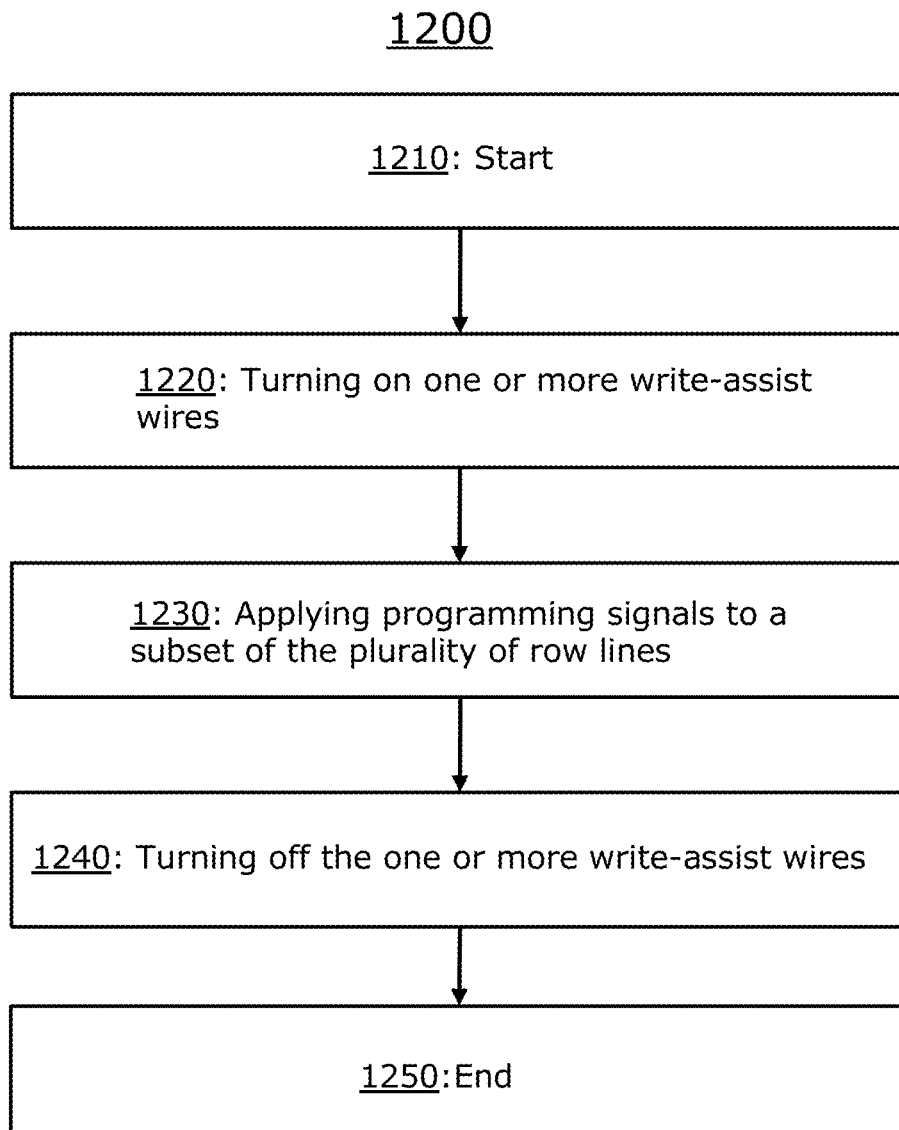 1200
1210: Start
1220: Turning on one or more write-assist
wires
1230: Applying programming signals to a
subset of the plurality of row lines
1240: Turning off the one or more write-assist wires
1250:End